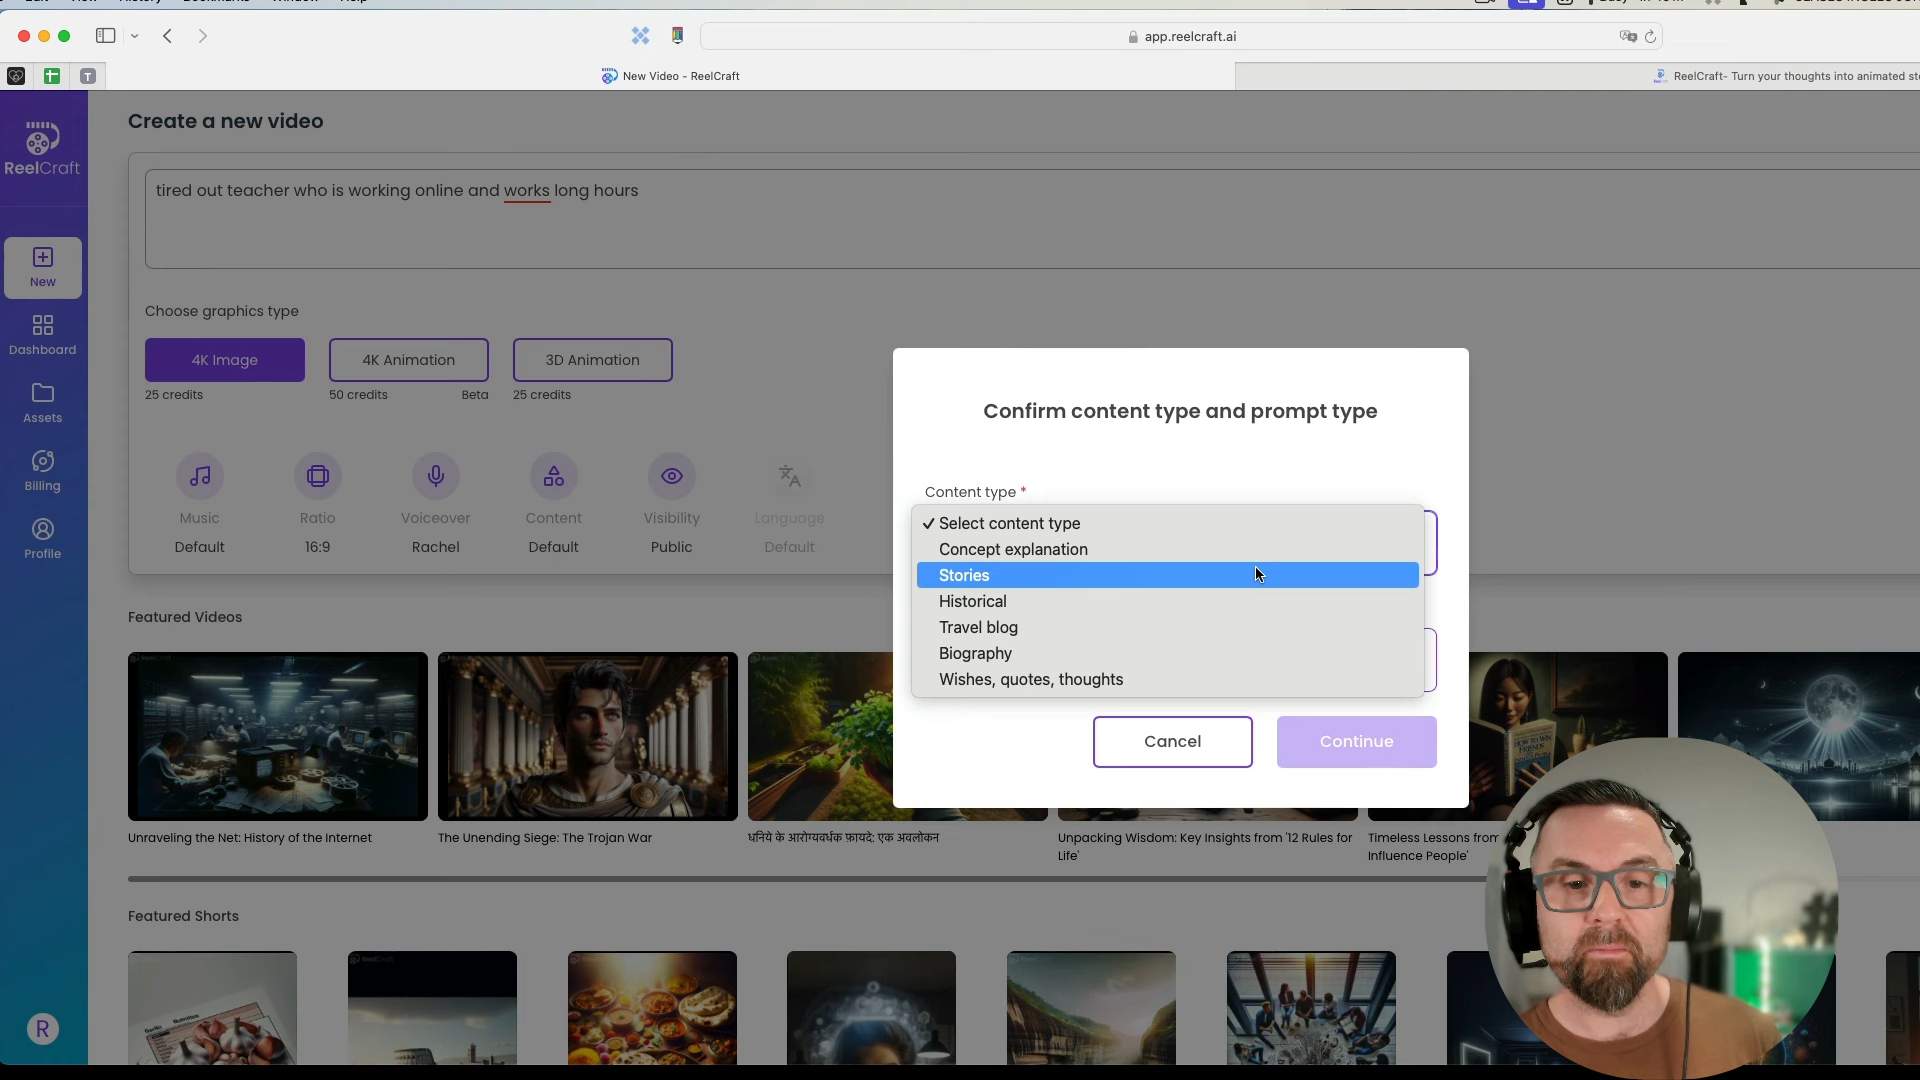 app.reelcraft.ai
T
New Video - ReelCraft
ReelCraft- Turn your thoughts into animated sto
Create a new video
ReelCraft
tired out teacher who is working online and works long hours
New
Dashboard
Assets
Billing
Profile
R
Choose graphics type
4K Image
4K Animation
3D Animation
25 credits
50 credits
Beta
25 credits
Music
Ratio
Voiceover
Content
Visibility
Language
Default
16:9
Rachel
Default
Public
Default
Confirm content type and prompt type
Content type *
✓ Select content type
Concept explanation
Stories
Historical
Travel blog
Biography
Wishes, quotes, thoughts
Cancel
Continue
Featured Videos
Unraveling the Net: History of the Internet
The Unending Siege: The Trojan War
धनिये के आरोग्यवर्धक फ़ायदे: एक अवलोकन
Unpacking Wisdom: Key Insights from '12 Rules for
Life'
Timeless Lessons from
Influence People'
Featured Shorts